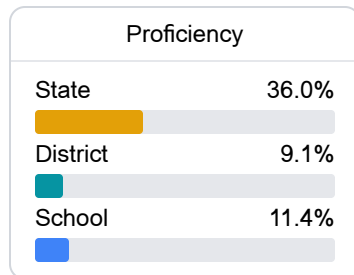 Proficiency
State 36.0%
District 9.1%
School 11.4%